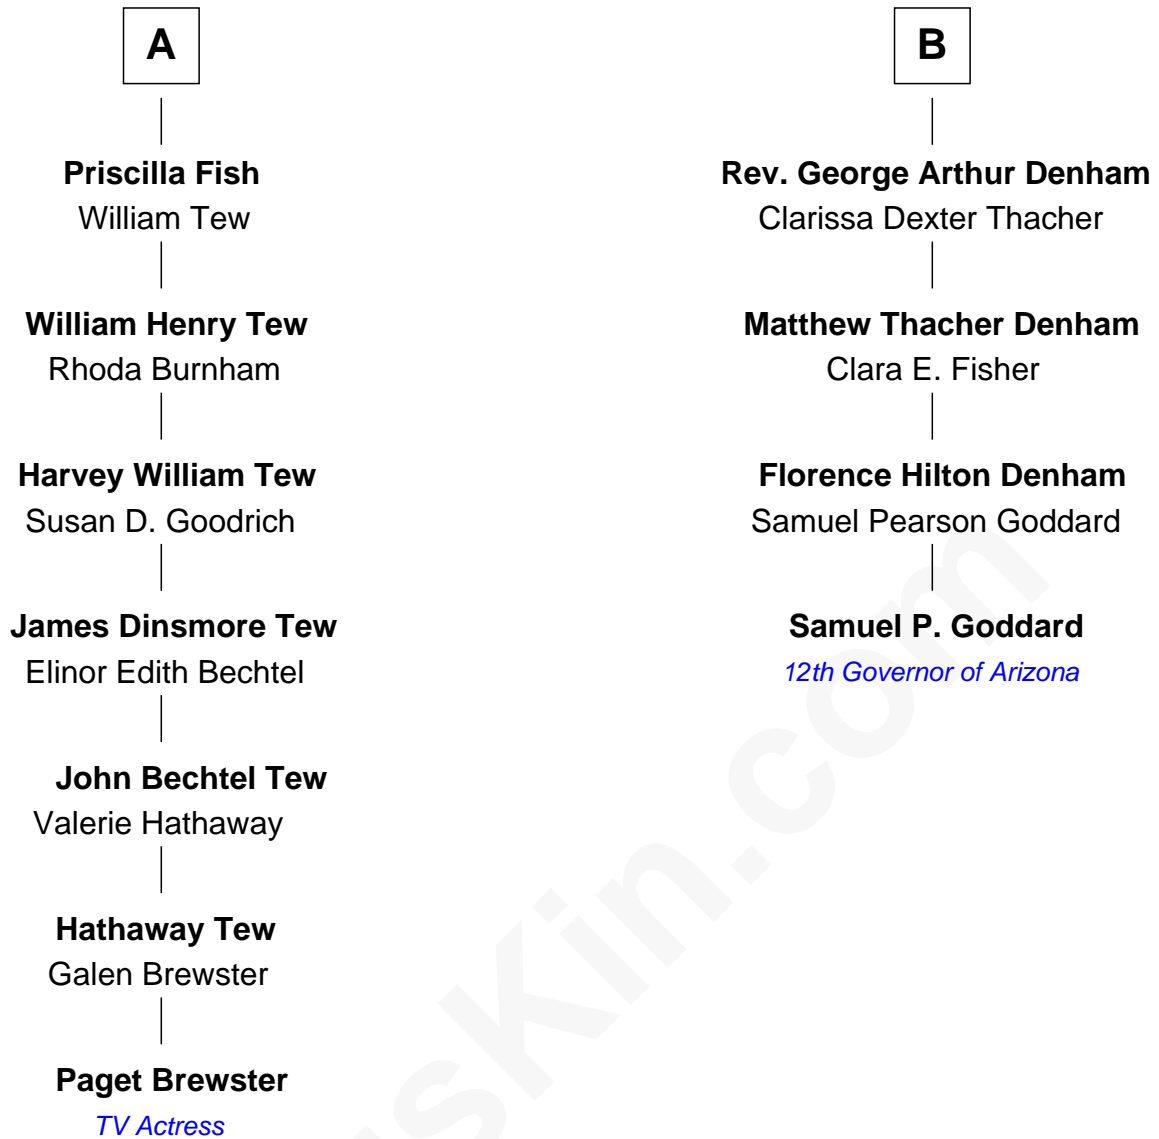 A
Priscilla Fish
William Tew
William Henry Tew
Rhoda Burnham
Harvey William Tew
Susan D. Goodrich
James Dinsmore Tew
Elinor Edith Bechtel
John Bechtel Tew
Valerie Hathaway
Hathaway Tew
Galen Brewster
Paget Brewster
TV Actress
B
Rev. George Arthur Denham
Clarissa Dexter Thacher
Matthew Thacher Denham
Clara E. Fisher
Florence Hilton Denham
Samuel Pearson Goddard
Samuel P. Goddard
12th Governor of Arizona
usKin.com